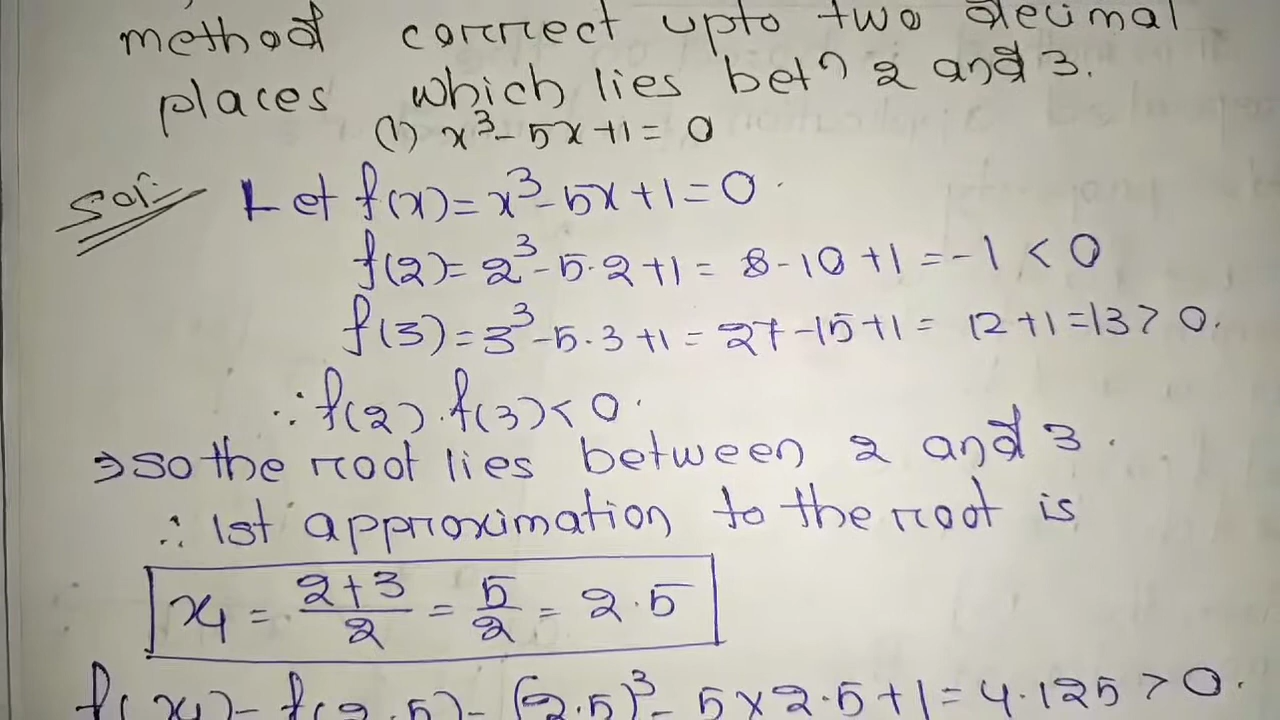 method correct upto two decimal
places which lies betⁿ 2 and 3.
(1) x³-5x+1=0
Sol:-
Let f(x)=x³-5x+1=0.
f(2)=2³-5·2+1=8-10+1=-1<0
f(3)=3³-5·3+1=27-15+1=12+1=13>0.
∵f(2).f(3)<0.
⇒so the root lies between 2 and 3.
∴ 1st approximation to the root is
x₁ = (2+3)/2 = 5/2 = 2.5
f(x₁)=f(2.5)=(2.5)³-5×2.5+1=4.125>0.